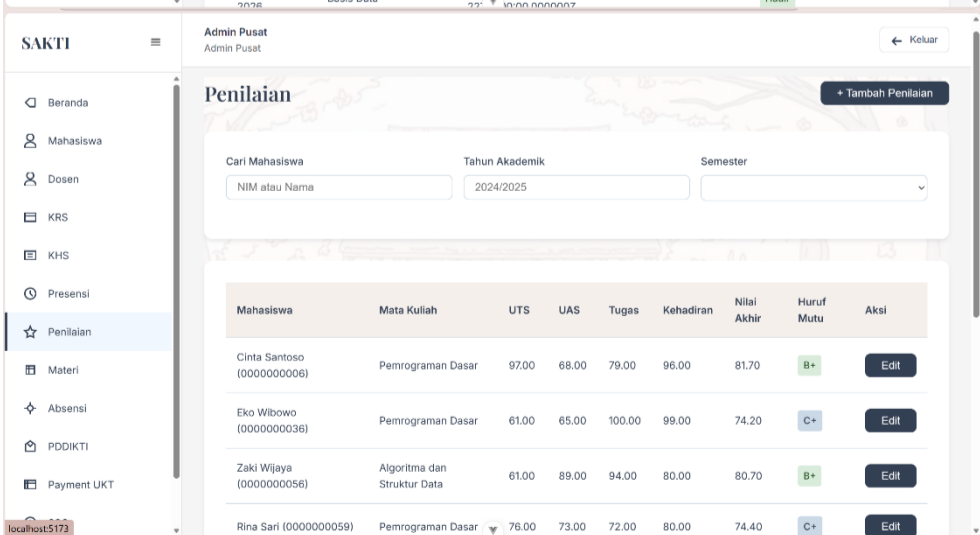 2026
SAKTI
Admin Pusat
Admin Pusat
← Keluar
Beranda
Mahasiswa
Dosen
KRS
KHS
Presensi
Penilaian
Materi
Absensi
PDDIKTI
Payment UKT
localhost:5173
Penilaian
+ Tambah Penilaian
Cari Mahasiswa
Tahun Akademik
Semester
NIM atau Nama
2024/2025
Mahasiswa Mata Kuliah UTS UAS Tugas Kehadiran Nilai Akhir Huruf Mutu Aksi
Cinta Santoso (0000000006) Pemrograman Dasar 97.00 68.00 79.00 96.00 81.70 B+ Edit
Eko Wibowo (0000000036) Pemrograman Dasar 61.00 65.00 100.00 99.00 74.20 C+ Edit
Zaki Wijaya (0000000056) Algoritma dan Struktur Data 61.00 89.00 94.00 80.00 80.70 B+ Edit
Rina Sari (0000000059) Pemrograman Dasar 76.00 73.00 72.00 80.00 74.40 C+ Edit